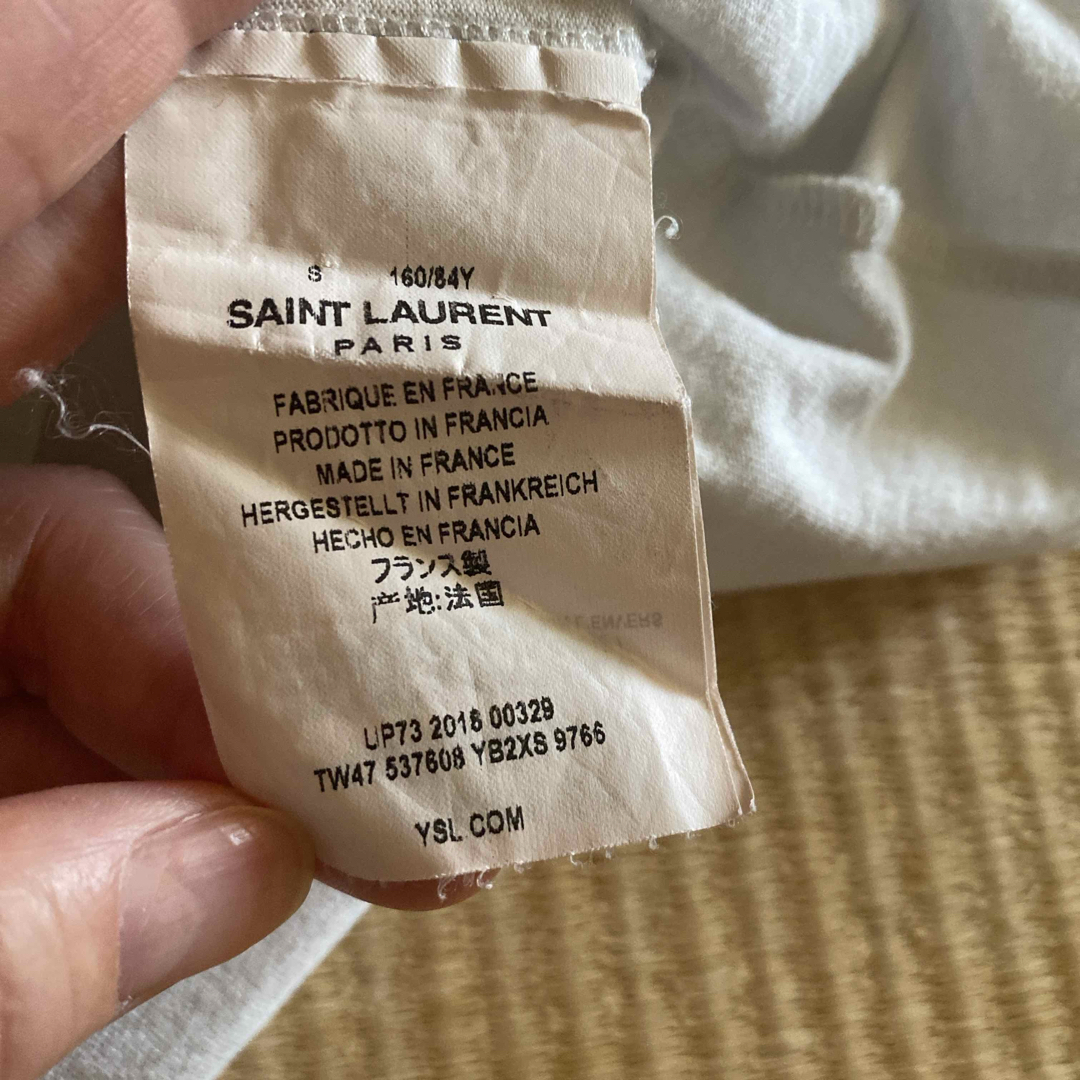 S 160/84Y
SAINT LAURENT
PARIS
FABRIQUE EN FRANCE
PRODOTTO IN FRANCIA
MADE IN FRANCE
HERGESTELLT IN FRANKREICH
HECHO EN FRANCIA
フランス製
产地:法国
UP73 2018 00329
TW47 537608 YB2XS 9766
YSL.COM